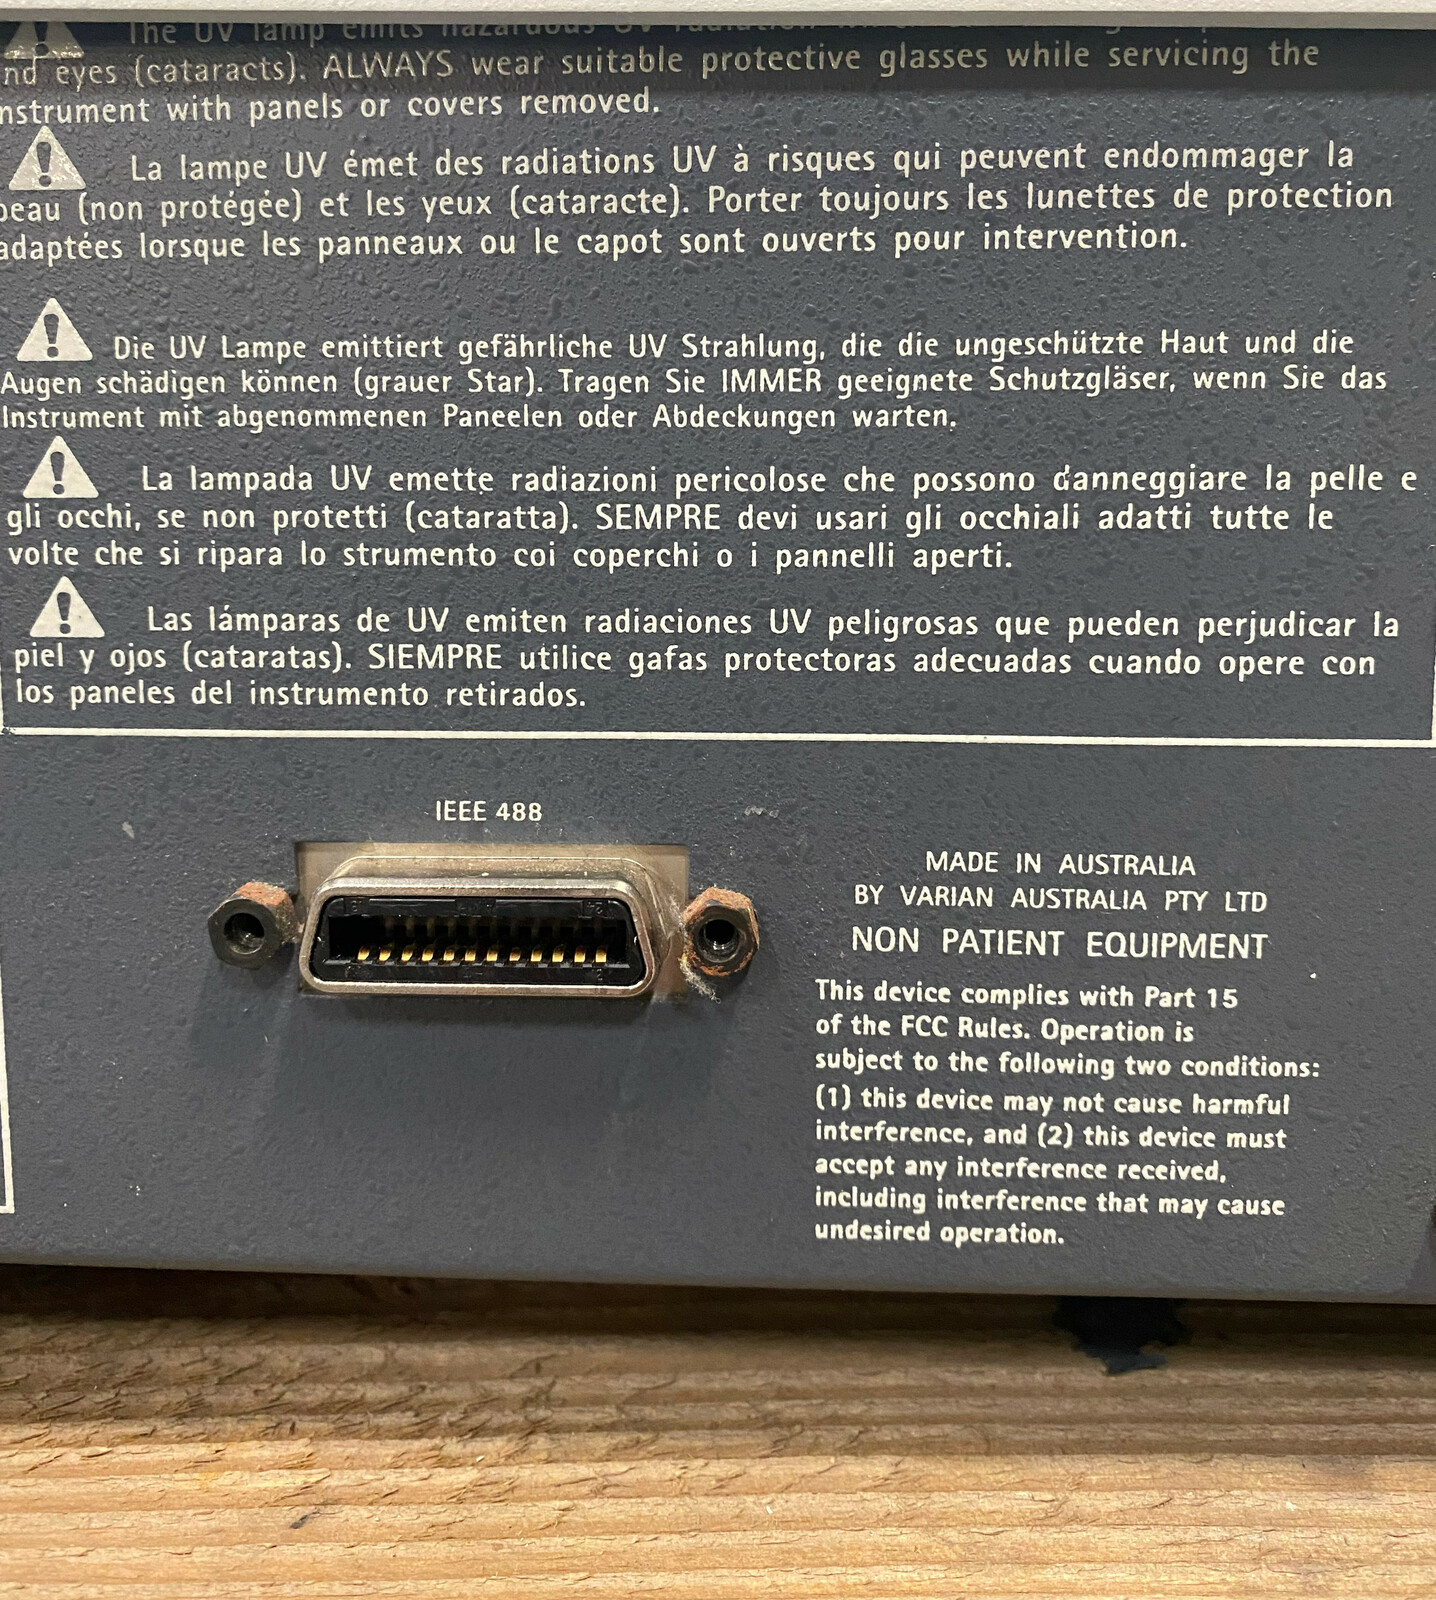 The UV lamp emits hazardous UV radiation
nd eyes (cataracts). ALWAYS wear suitable protective glasses while servicing the
nstrument with panels or covers removed.
La lampe UV émet des radiations UV à risques qui peuvent endommager la
peau (non protégée) et les yeux (cataracte). Porter toujours les lunettes de protection
adaptées lorsque les panneaux ou le capot sont ouverts pour intervention.
Die UV Lampe emittiert gefährliche UV Strahlung, die die ungeschützte Haut und die
Augen schädigen können (grauer Star). Tragen Sie IMMER geeignete Schutzgläser, wenn Sie das
Instrument mit abgenommenen Paneelen oder Abdeckungen warten.
La lampada UV emette radiazioni pericolose che possono danneggiare la pelle e
gli occhi, se non protetti (cataratta). SEMPRE devi usari gli occhiali adatti tutte le
volte che si ripara lo strumento coi coperchi o i pannelli aperti.
Las lámparas de UV emiten radiaciones UV peligrosas que pueden perjudicar la
piel y ojos (cataratas). SIEMPRE utilice gafas protectoras adecuadas cuando opere con
los paneles del instrumento retirados.
IEEE 488
MADE IN AUSTRALIA
BY VARIAN AUSTRALIA PTY LTD
NON PATIENT EQUIPMENT
This device complies with Part 15
of the FCC Rules. Operation is
subject to the following two conditions:
(1) this device may not cause harmful
interference, and (2) this device must
accept any interference received,
including interference that may cause
undesired operation.